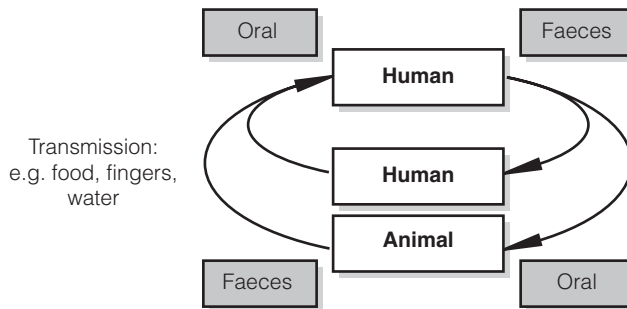 Oral
Faeces
Human
Transmission:
e.g. food, fingers,
water
Human
Animal
Faeces
Oral